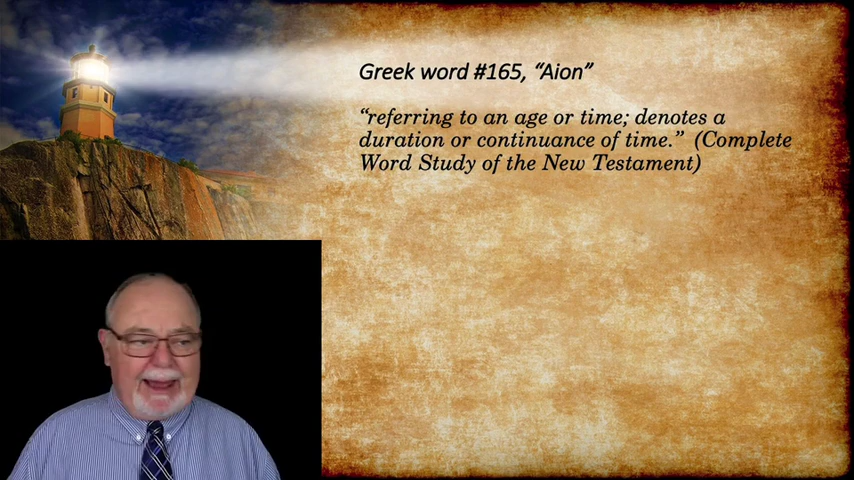 Greek word #165, “Aion”
“referring to an age or time; denotes a
duration or continuance of time.” (Complete
Word Study of the New Testament)